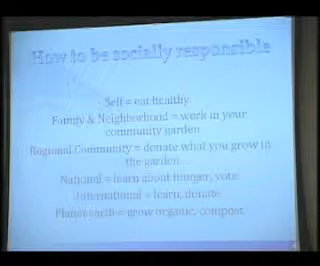 How to be socially responsible
Self = eat healthy
Family & Neighborhood = work in your
community garden
Regional Community = donate what you grow in
the garden...
National = learn about hunger, vote
International = learn, donate
Planet earth = grow organic, compost